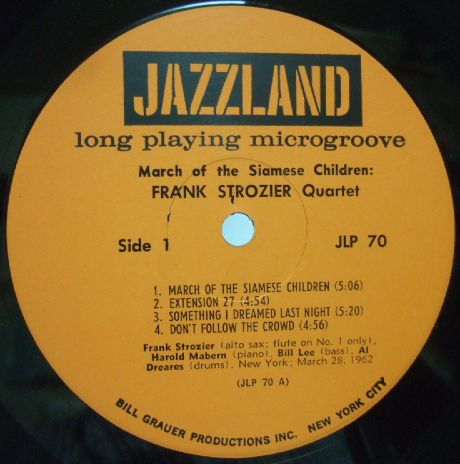 JAZZLAND
long playing microgroove
March of the Siamese Children:
FRANK STROZIER Quartet
Side 1
JLP 70
1. MARCH OF THE SIAMESE CHILDREN (5:06)
2. EXTENSION 27 (4:54)
3. SOMETHING I DREAMED LAST NIGHT (5:20)
4. DON'T FOLLOW THE CROWD (4:56)
Frank Strozier (alto sax; flute on No. 1 only),
Harold Mabern (piano), Bill Lee (bass), Al
Dreares (drums). New York; March 28, 1962
(JLP 70 A)
BILL GRAUER PRODUCTIONS INC. NEW YORK CITY